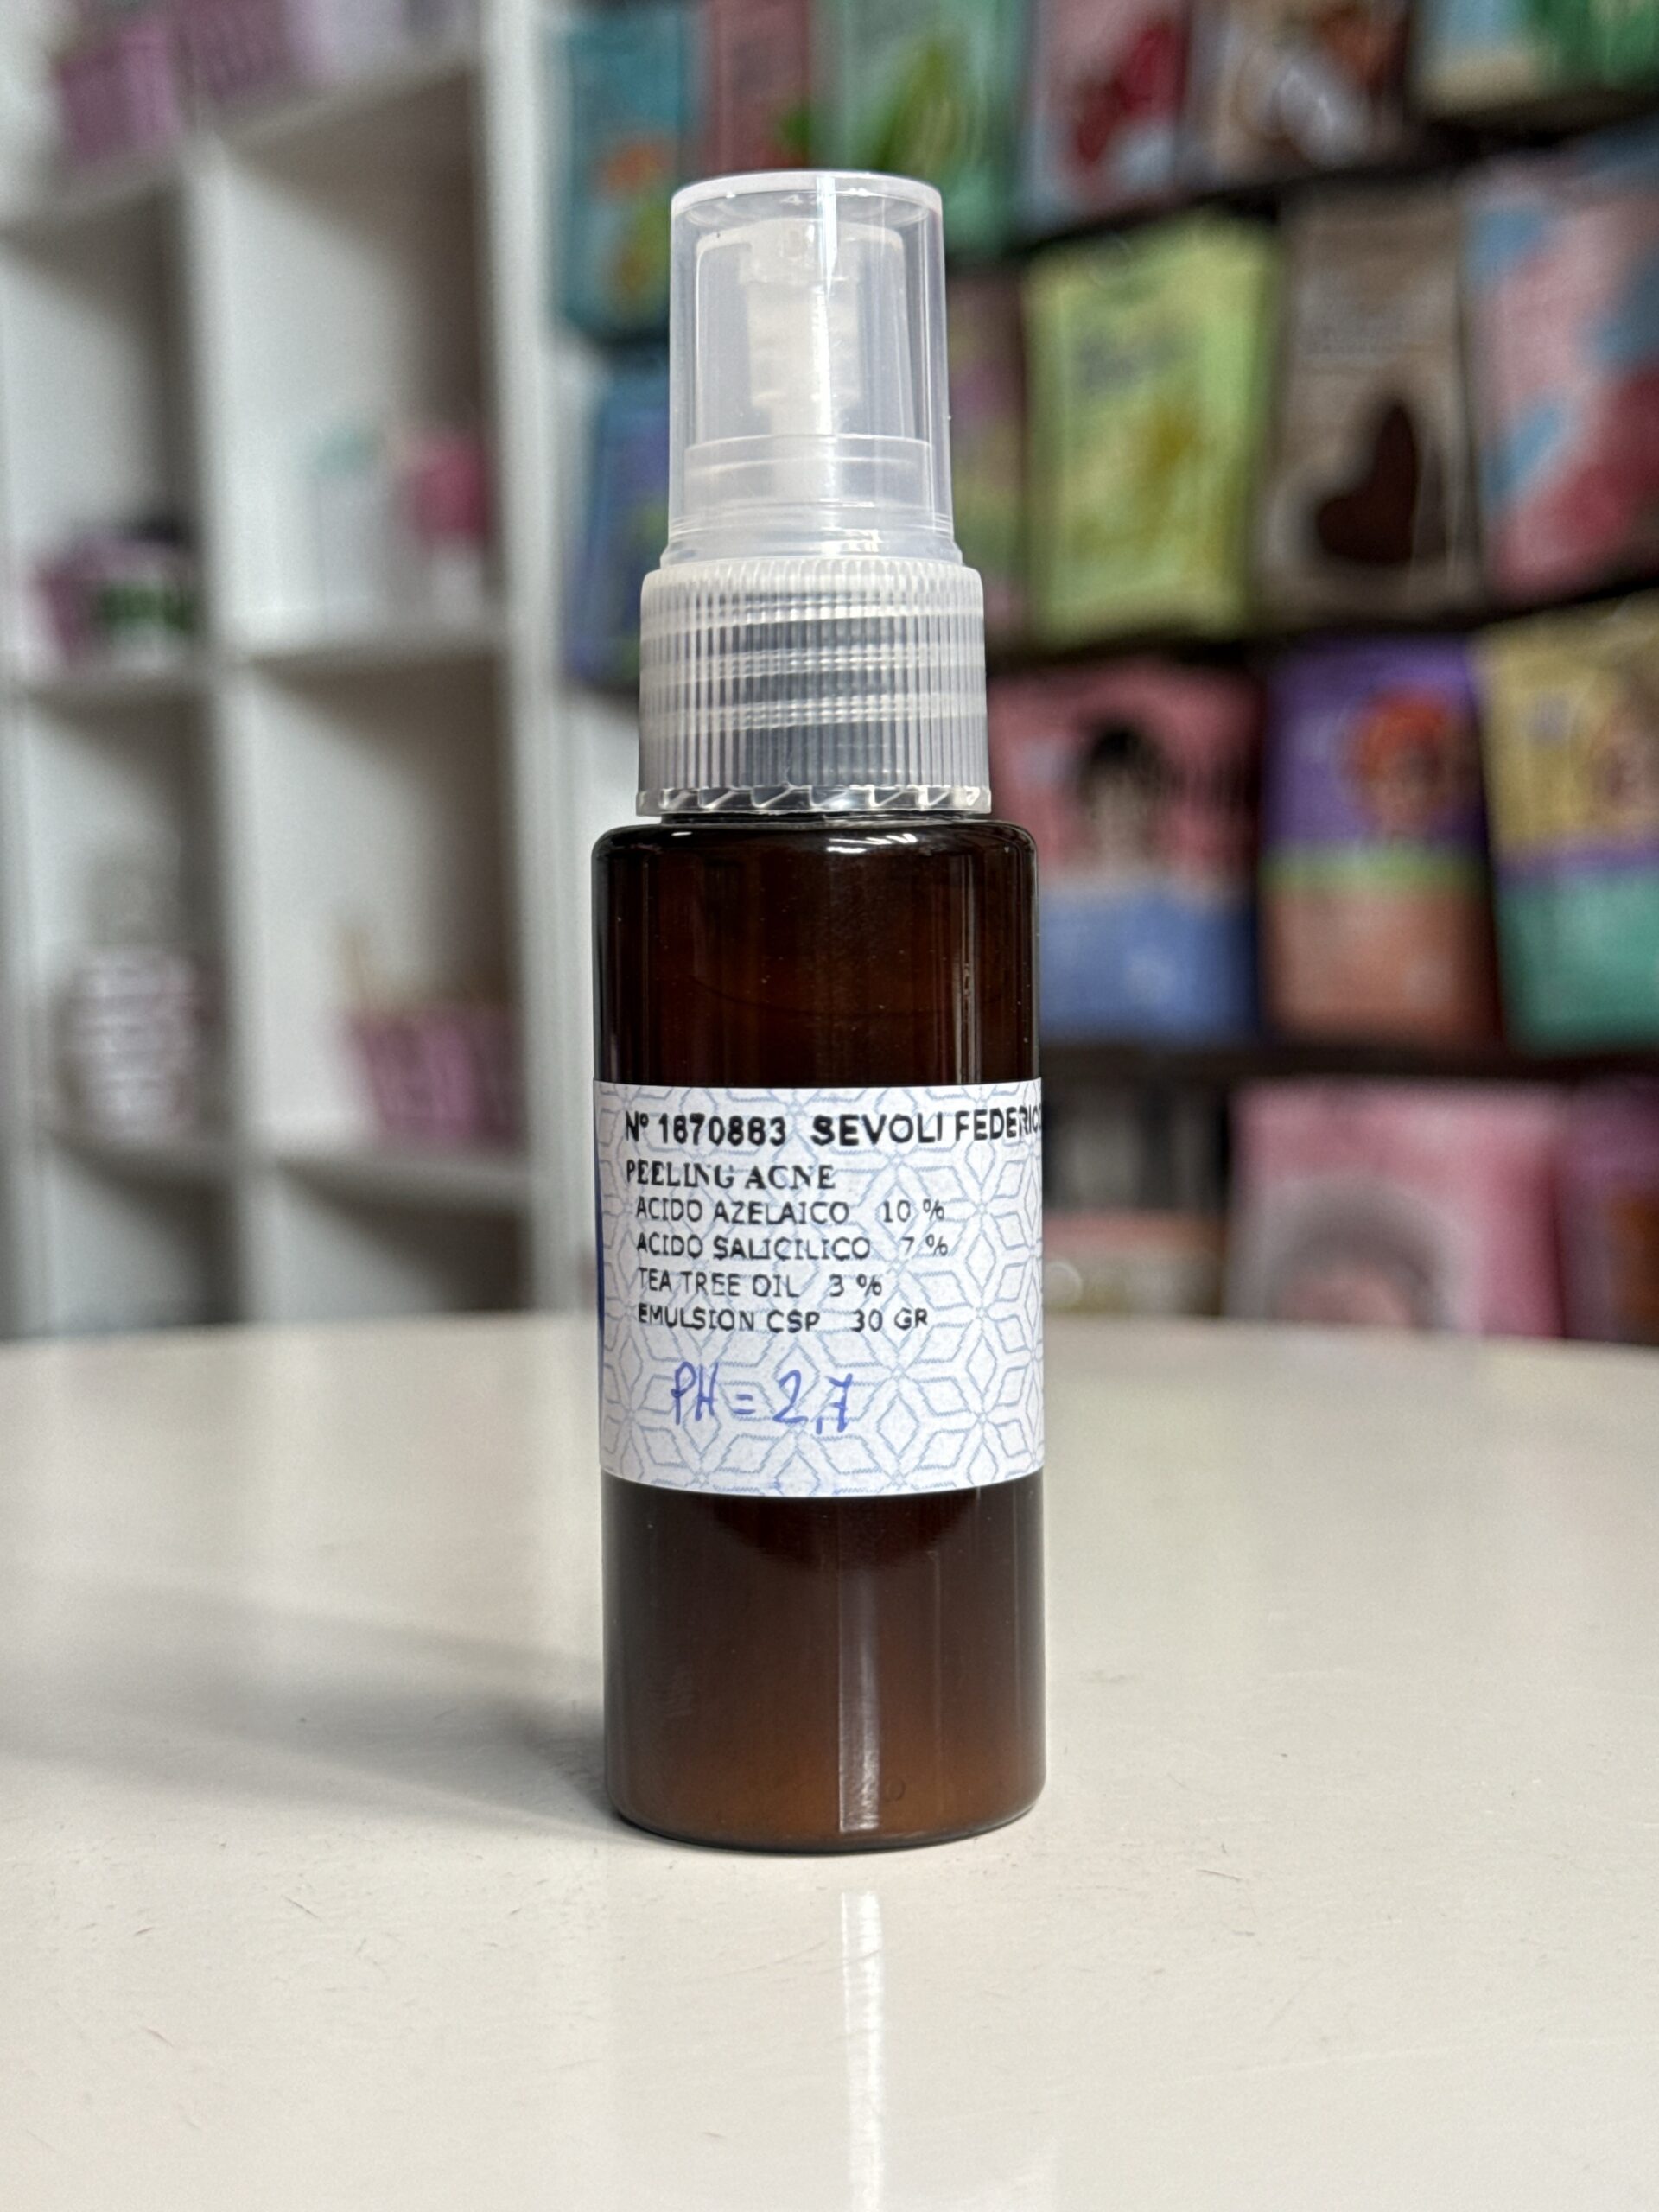 Nº 1670883 SEVOLI FEDERICO
PEELING ACNE
ACIDO AZELAICO 10 %
ACIDO SALICILICO 7 %
TEA TREE OIL 3 %
EMULSION CSP 30 GR
PH = 2,7